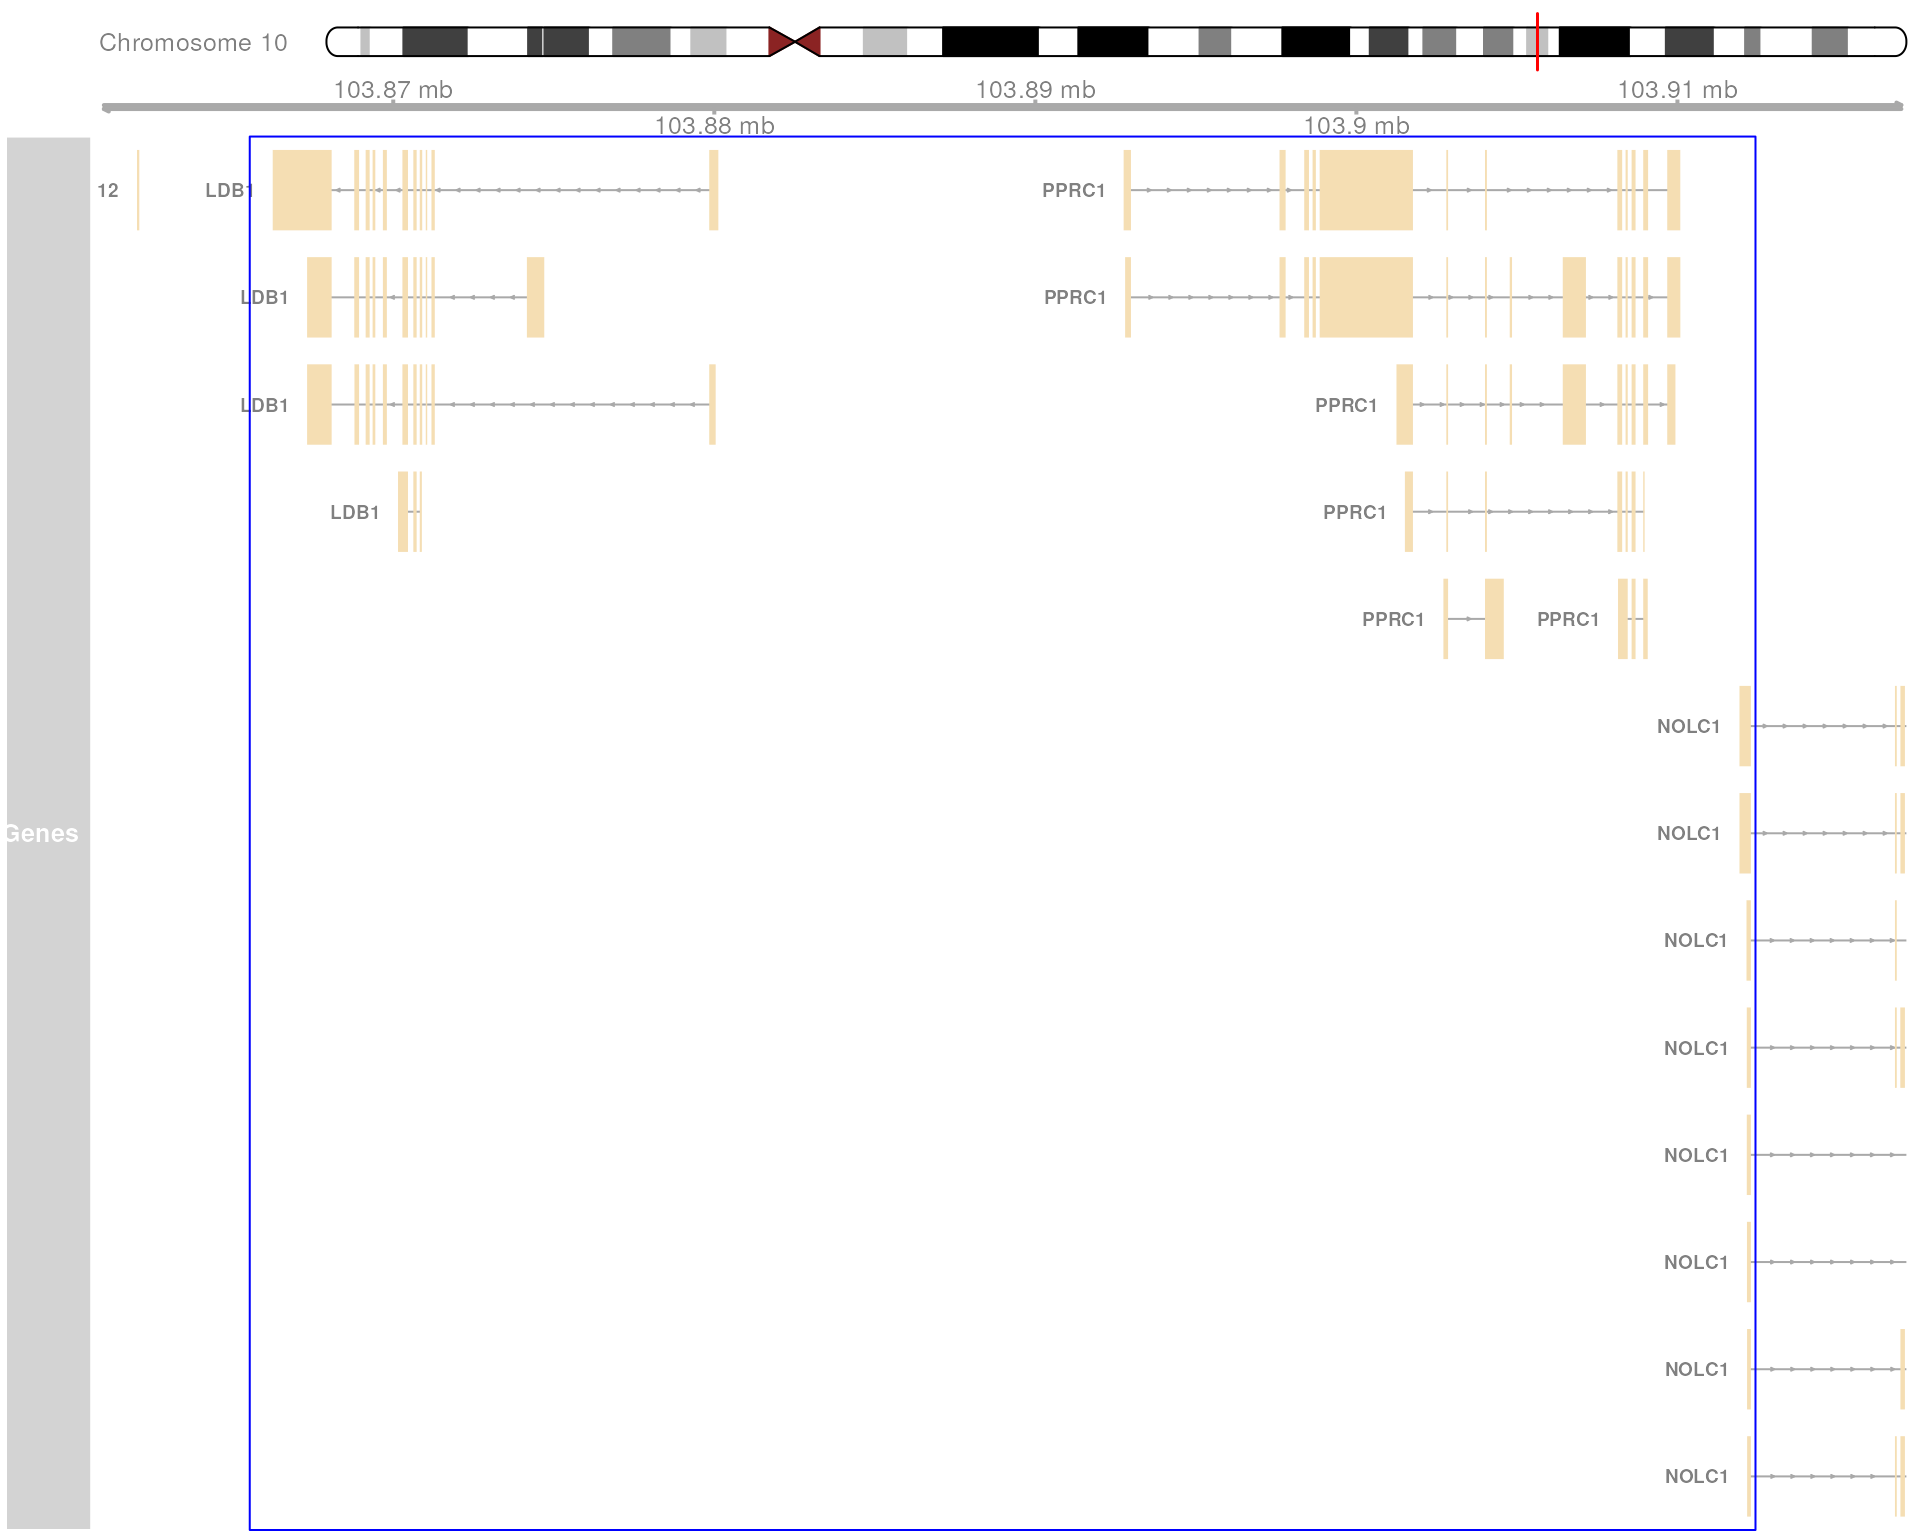 Chromosome 10
103.87 mb 103.89 mb 103.91 mb
103.88 mb 103.9 mb
12 LDB1 PPRC1
LDB1 PPRC1
LDB1 PPRC1
LDB1 PPRC1
PPRC1 PPRC1
NOLC1
Genes NOLC1
NOLC1
NOLC1
NOLC1
NOLC1
NOLC1
NOLC1